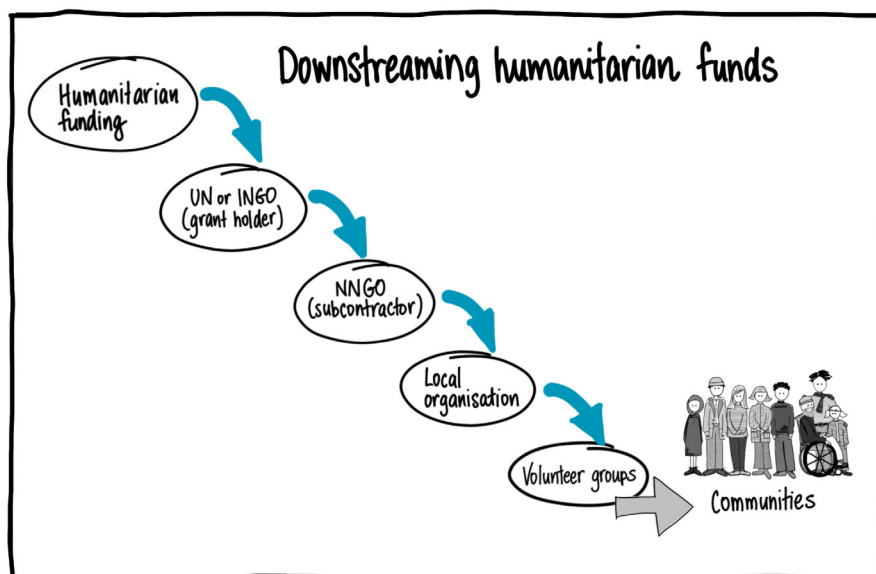 Downstreaming humanitarian funds
Humanitarian
funding
UN or INGO
(grant holder)
NNGO
(subcontractor)
Local
organisation
Volunteer groups
Communities